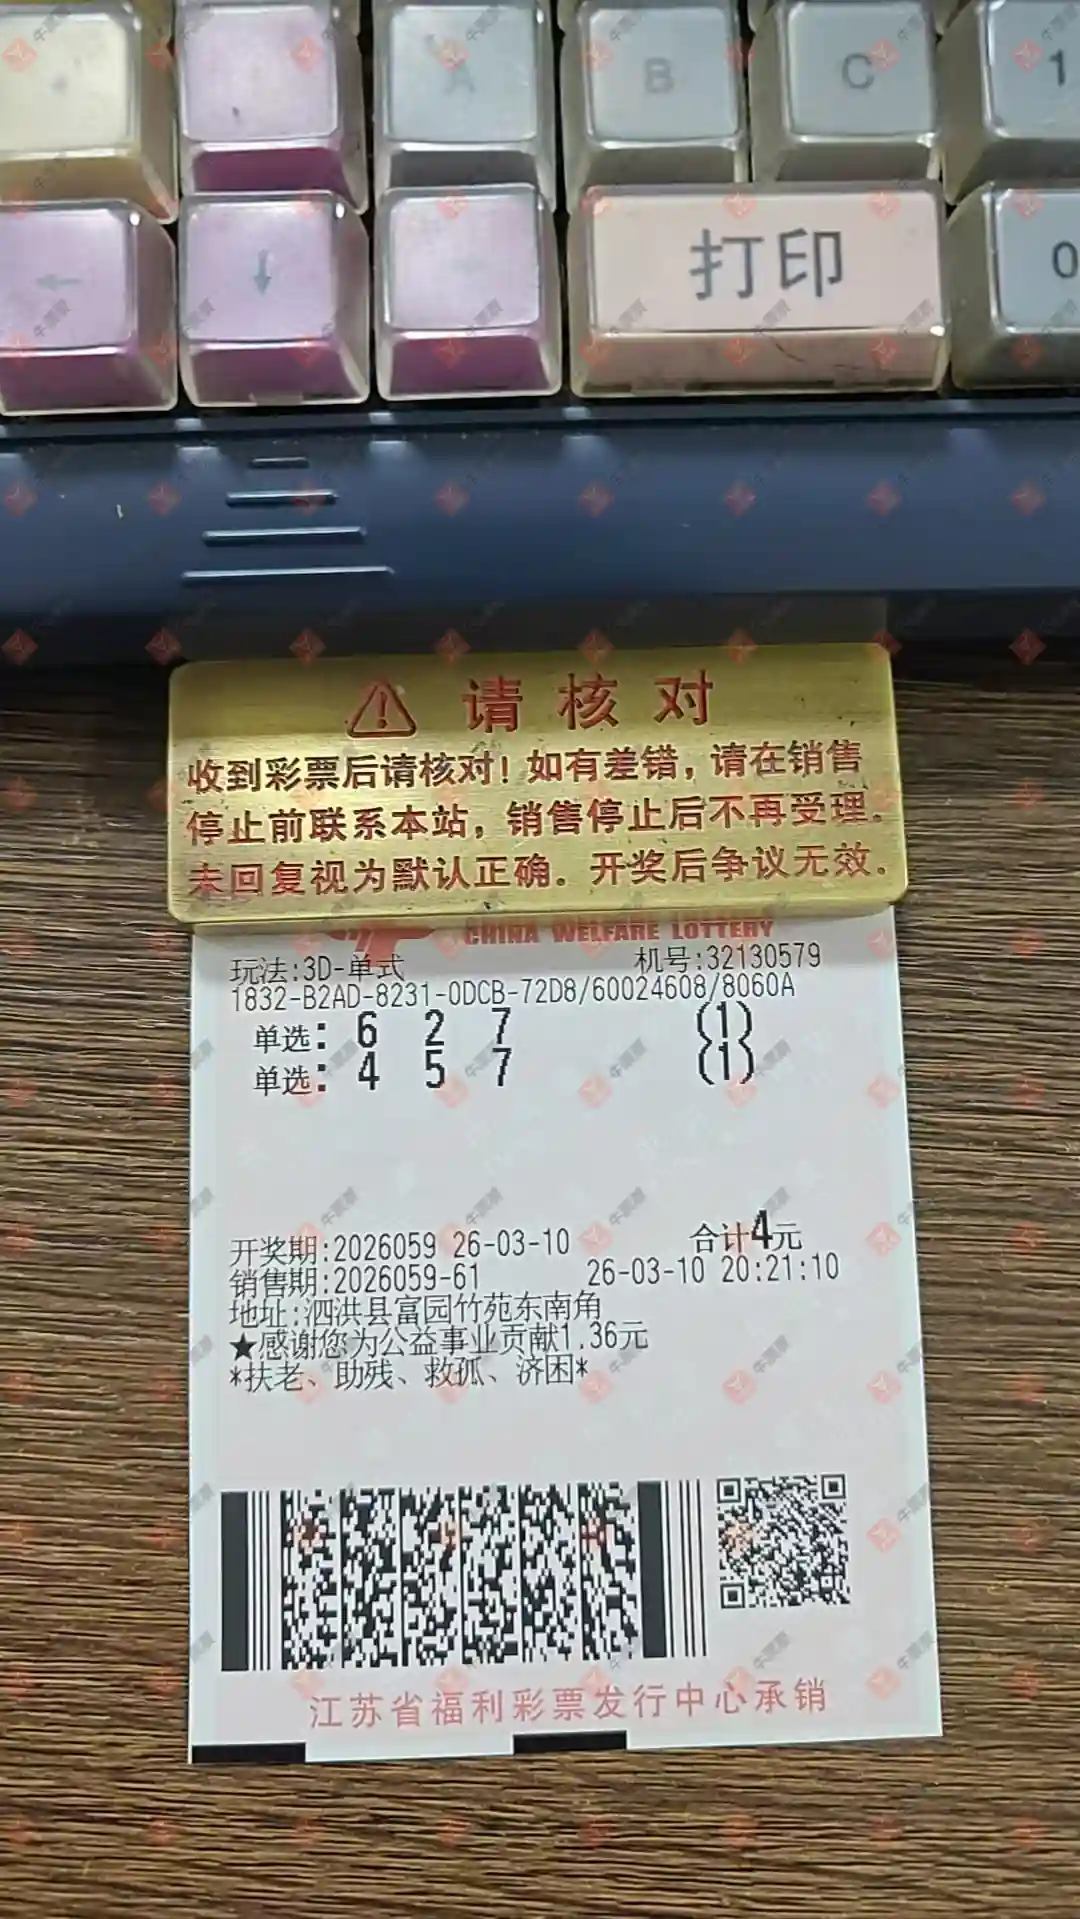 A
B
C
1
←
↓
打印
0
请核对
收到彩票后请核对！如有差错，请在销售
停止前联系本站，销售停止后不再受理.
未回复视为默认正确。开奖后争议无效。
CHINA WELFARE LOTTERY
玩法:3D-单式 机号:32130579
1832-B2AD-8231-0DCB-72D8/60024608/8060A
单选: 6 2 7 (1)
单选: 4 5 7 (1)
开奖期:2026059 26-03-10 合计4元
销售期:2026059-61 26-03-10 20:21:10
地址:泗洪县富园竹苑东南角
★感谢您为公益事业贡献1.36元
*扶老、助残、救孤、济困*
江苏省福利彩票发行中心承销